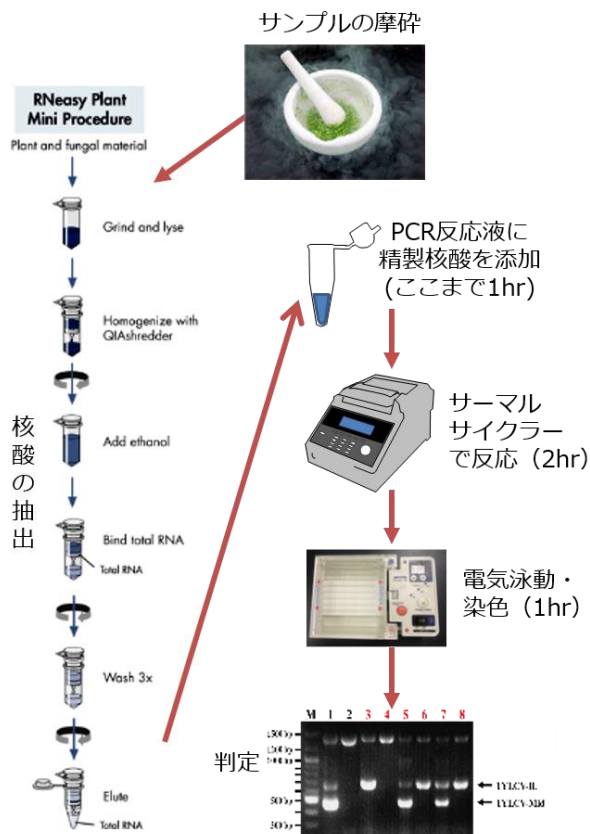 サンプルの摩砕
RNeasy Plant
Mini Procedure
Plant and fungal material
Grind and lyse
Homogenize with
QIAshredder
Add ethanol
Bind total RNA
Total RNA
Wash 3x
Elute
Total RNA
核酸の抽出
PCR反応液に
精製核酸を添加
(ここまで1hr)
サーマル
サイクラー
で反応（2hr）
電気泳動・
染色（1hr）
判定
M 1 2 3 4 5 6 7 8
1500bp
1000bp
500bp
TYLCV-IL
TYLCV-Mld